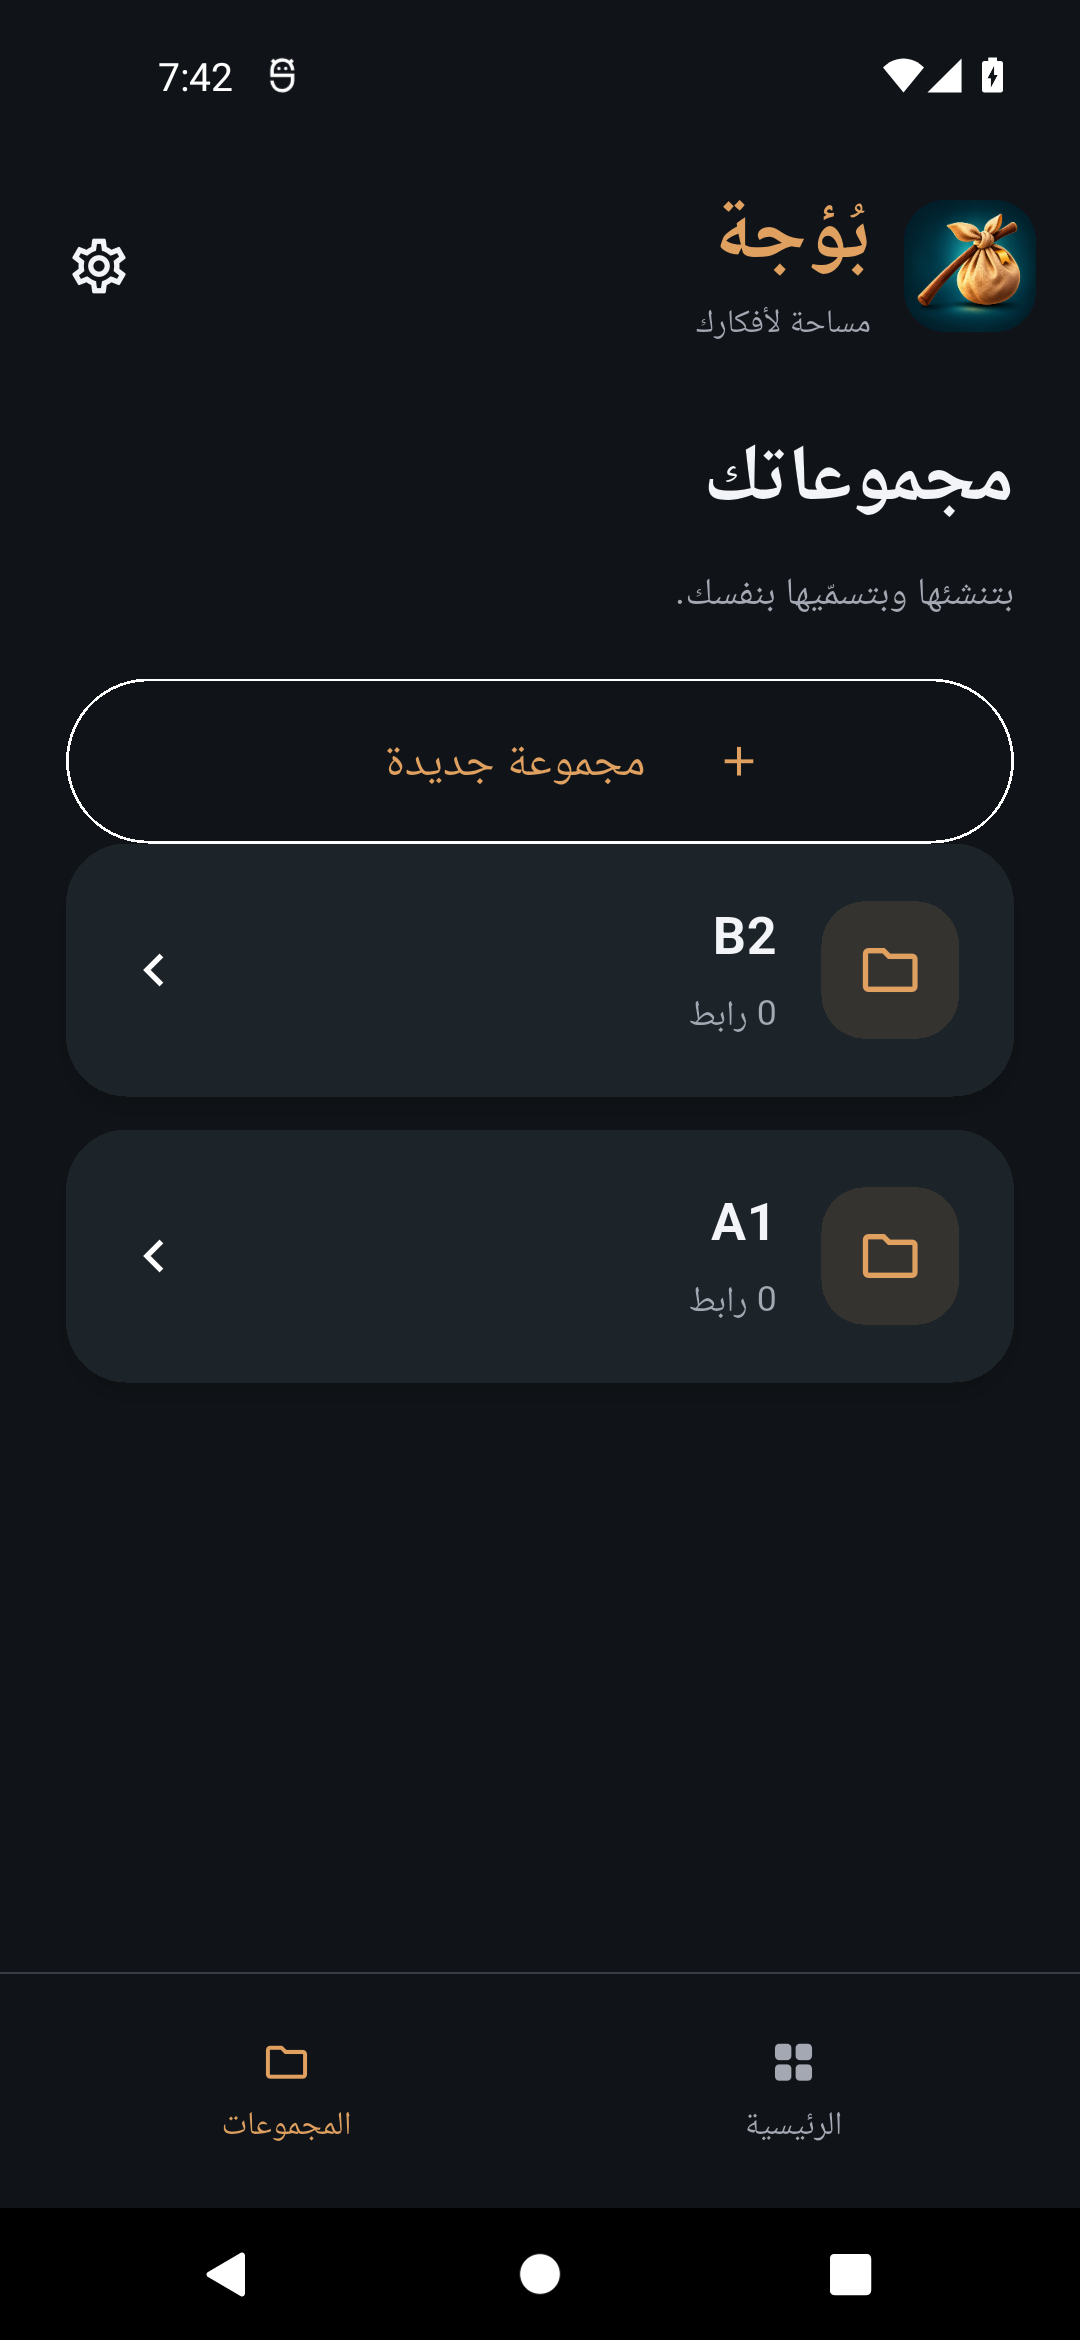 7:42
بُؤجة
مساحة لأفكارك
مجموعاتك
بتنشئها وبتسمّيها بنفسك.
+ مجموعة جديدة
B2
0 رابط
A1
0 رابط
الرئيسية
المجموعات